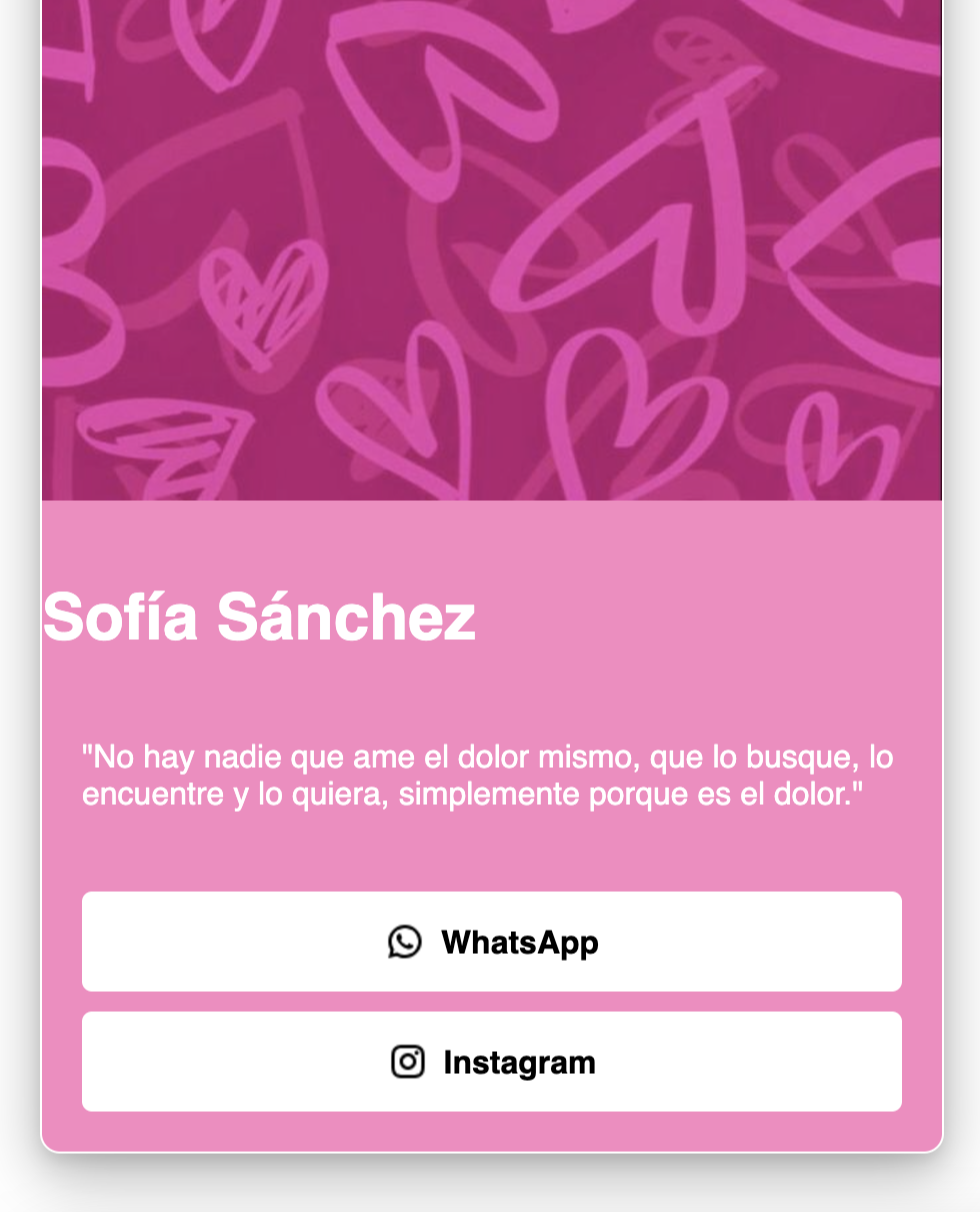 Sofía Sánchez
"No hay nadie que ame el dolor mismo, que lo busque, lo
encuentre y lo quiera, simplemente porque es el dolor."
WhatsApp
Instagram